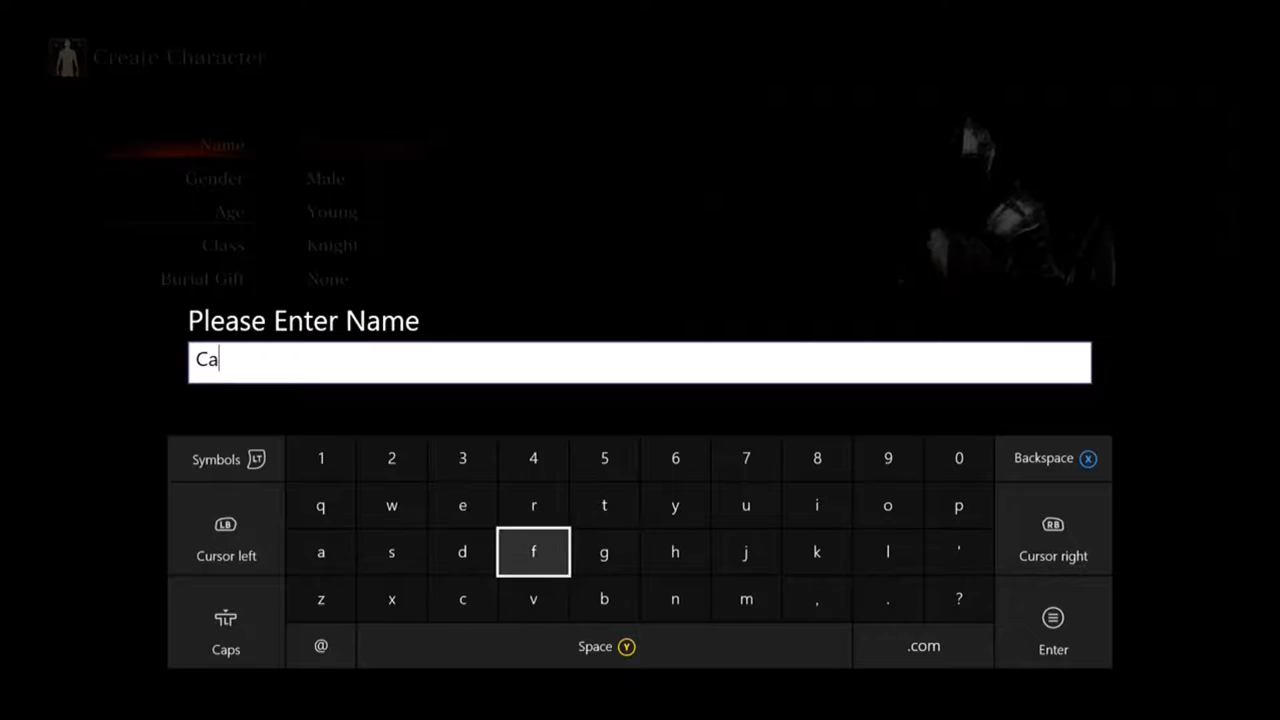 Create Character
Name
Gender Male
Age Young
Class Knight
Burial Gift None
Please Enter Name
Ca
Symbols LT 1 2 3 4 5 6 7 8 9 0 Backspace X
LB q w e r t y u i o p RB
Cursor left a s d f g h j k l ' Cursor right
z x c v b n m , . ?
Caps @ Space Y .com Enter